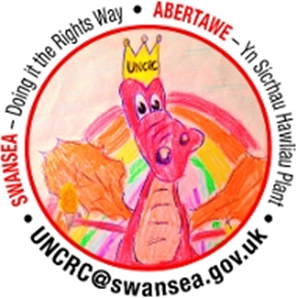 SWANSEA – Doing it the Rights Way • ABERTAWE – Yn Sicrhau Hawliau Plant •
UNCRC@swansea.gov.uk •
UNCRC